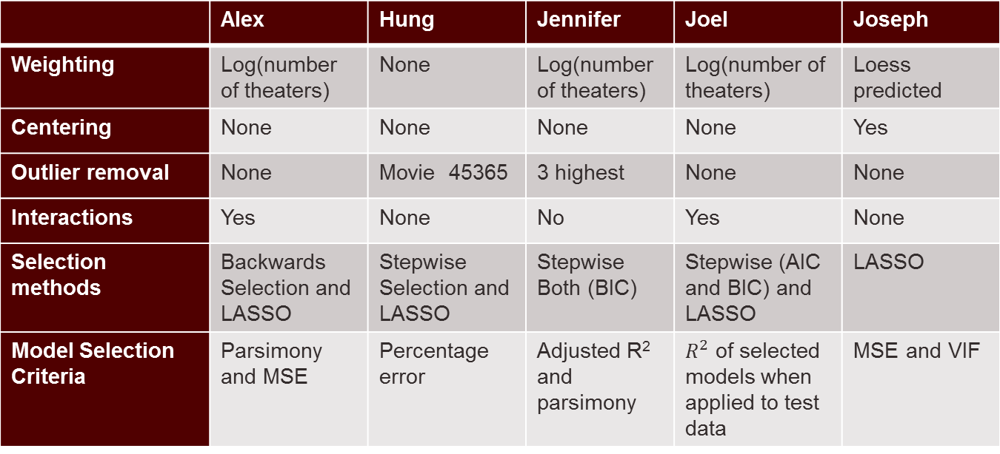 Alex Hung Jennifer Joel Joseph
Weighting
Log(number
of theaters)
None
Log(number
of theaters)
Log(number of
theaters)
Loess
predicted
Centering
None
None
None
None
Yes
Outlier removal
None
Movie 45365
3 highest
None
None
Interactions
Yes
None
No
Yes
None
Selection
methods
Backwards
Selection and
LASSO
Stepwise
Selection and
LASSO
Stepwise
Both (BIC)
Stepwise (AIC
and BIC) and
LASSO
LASSO
Model Selection
Criteria
Parsimony
and MSE
Percentage
error
Adjusted R²
and
parsimony
𝑅² of selected
models when
applied to test
data
MSE and VIF